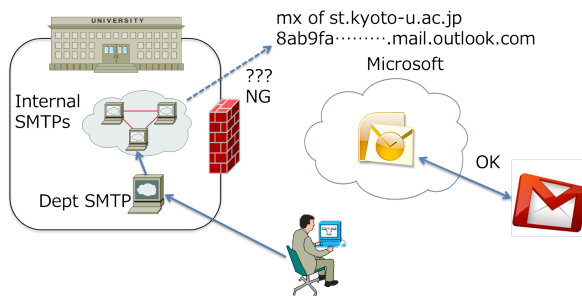 UNIVERSITY
mx of st.kyoto-u.ac.jp
8ab9fa·········.mail.outlook.com
???
NG
Microsoft
Internal
SMTPs
OK
Dept SMTP